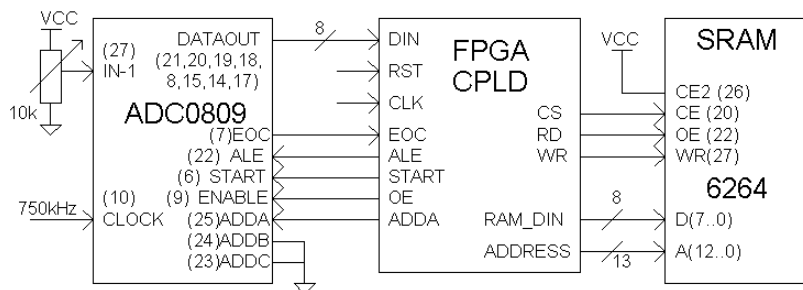 VCC
(27)
IN-1
10k
DATAOUT
(21,20,19,18,
8,15,14,17)
ADC0809
(7)EOC
(22) ALE
(6) START
(9) ENABLE
(10)
750kHz
CLOCK
(25)ADDA
(24)ADDB
(23)ADDC
8
DIN
FPGA
CPLD
RST
CLK
EOC
ALE
START
OE
ADDA
CS
RD
WR
RAM_DIN
ADDRESS
8
13
VCC
SRAM
CE2 (26)
CE (20)
OE (22)
WR(27)
6264
D(7..0)
A(12..0)